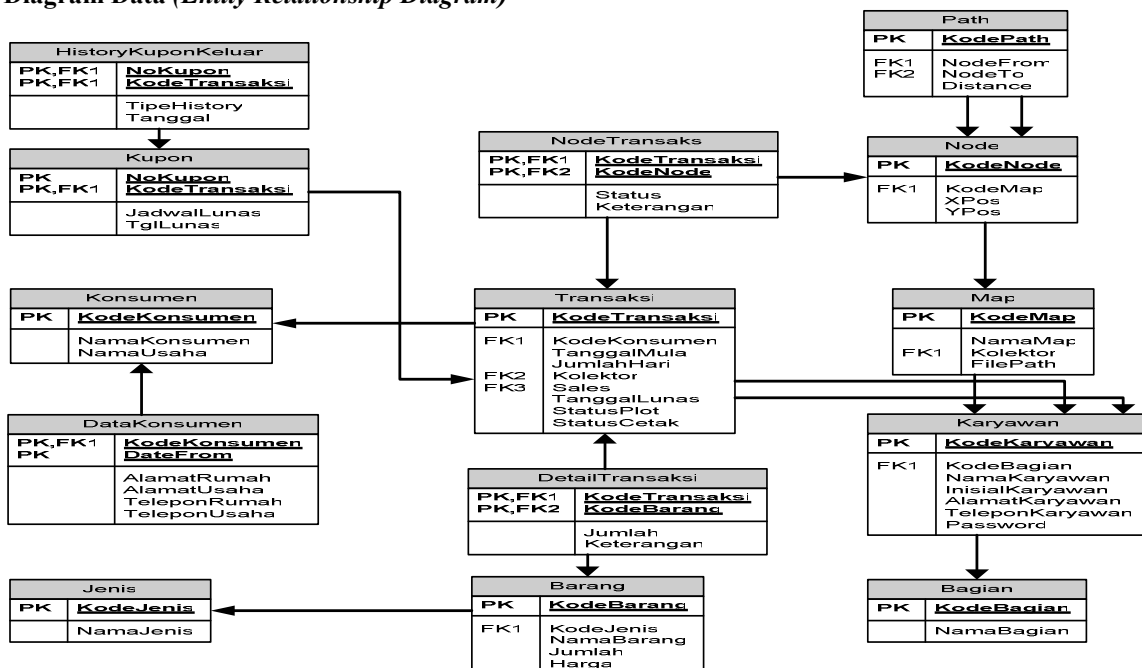 Diagram Data (Entity Relationship Diagram)
Path
PK KodePath
FK1 NodeFrom
FK2 NodeTo
Distance
HistoryKuponKeluar
PK,FK1 NoKupon
PK,FK1 KodeTransaksi
TipeHistory
Tanggal
Kupon
PK NoKupon
PK,FK1 KodeTransaksi
JadwalLunas
TglLunas
NodeTransaks
PK,FK1 KodeTransaksi
PK,FK2 KodeNode
Status
Keterangan
Node
PK KodeNode
FK1 KodeMap
XPos
YPos
Konsumen
PK KodeKonsumen
NamaKonsumen
NamaUsaha
Transaksi
PK KodeTransaksi
FK1 KodeKonsumen
TanggalMula
JumlahHari
FK2 Kolektor
FK3 Sales
TanggalLunas
StatusPlot
StatusCetak
Map
PK KodeMap
NamaMap
FK1 Kolektor
FilePath
DataKonsumen
PK,FK1 KodeKonsumen
PK DateFrom
AlamatRumah
AlamatUsaha
TeleponRumah
TeleponUsaha
DetailTransaksi
PK,FK1 KodeTransaksi
PK,FK2 KodeBarang
Jumlah
Keterangan
Karyawan
PK KodeKaryawan
FK1 KodeBagian
NamaKaryawan
InisialKaryawan
AlamatKaryawan
TeleponKaryawan
Password
Jenis
PK KodeJenis
NamaJenis
Barang
PK KodeBarang
FK1 KodeJenis
NamaBarang
Jumlah
Harga
Bagian
PK KodeBagian
NamaBagian